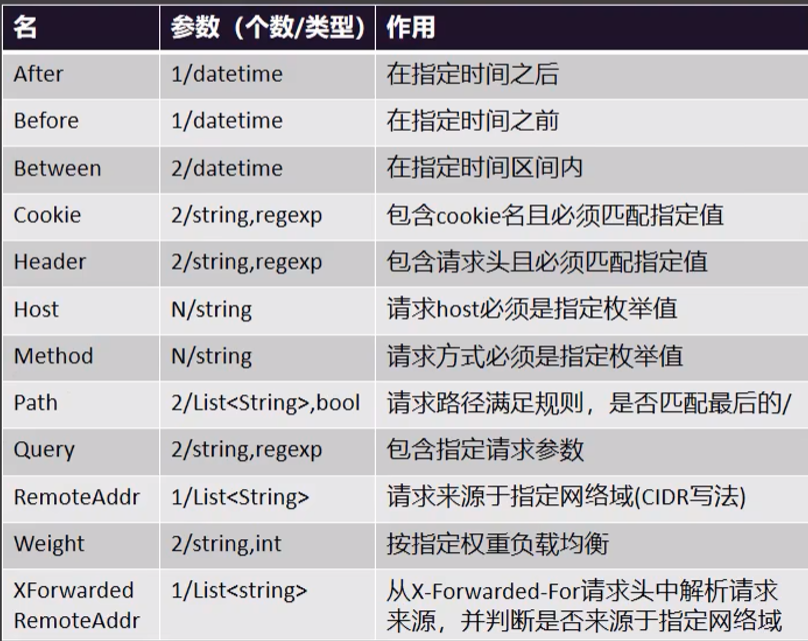 名 参数（个数/类型） 作用
After 1/datetime 在指定时间之后
Before 1/datetime 在指定时间之前
Between 2/datetime 在指定时间区间内
Cookie 2/string,regexp 包含cookie名且必须匹配指定值
Header 2/string,regexp 包含请求头且必须匹配指定值
Host N/string 请求host必须是指定枚举值
Method N/string 请求方式必须是指定枚举值
Path 2/List<String>,bool 请求路径满足规则，是否匹配最后的/
Query 2/string,regexp 包含指定请求参数
RemoteAddr 1/List<String> 请求来源于指定网络域(CIDR写法)
Weight 2/string,int 按指定权重负载均衡
XForwarded 1/List<string> 从X-Forwarded-For请求头中解析请求
RemoteAddr 来源，并判断是否来源于指定网络域